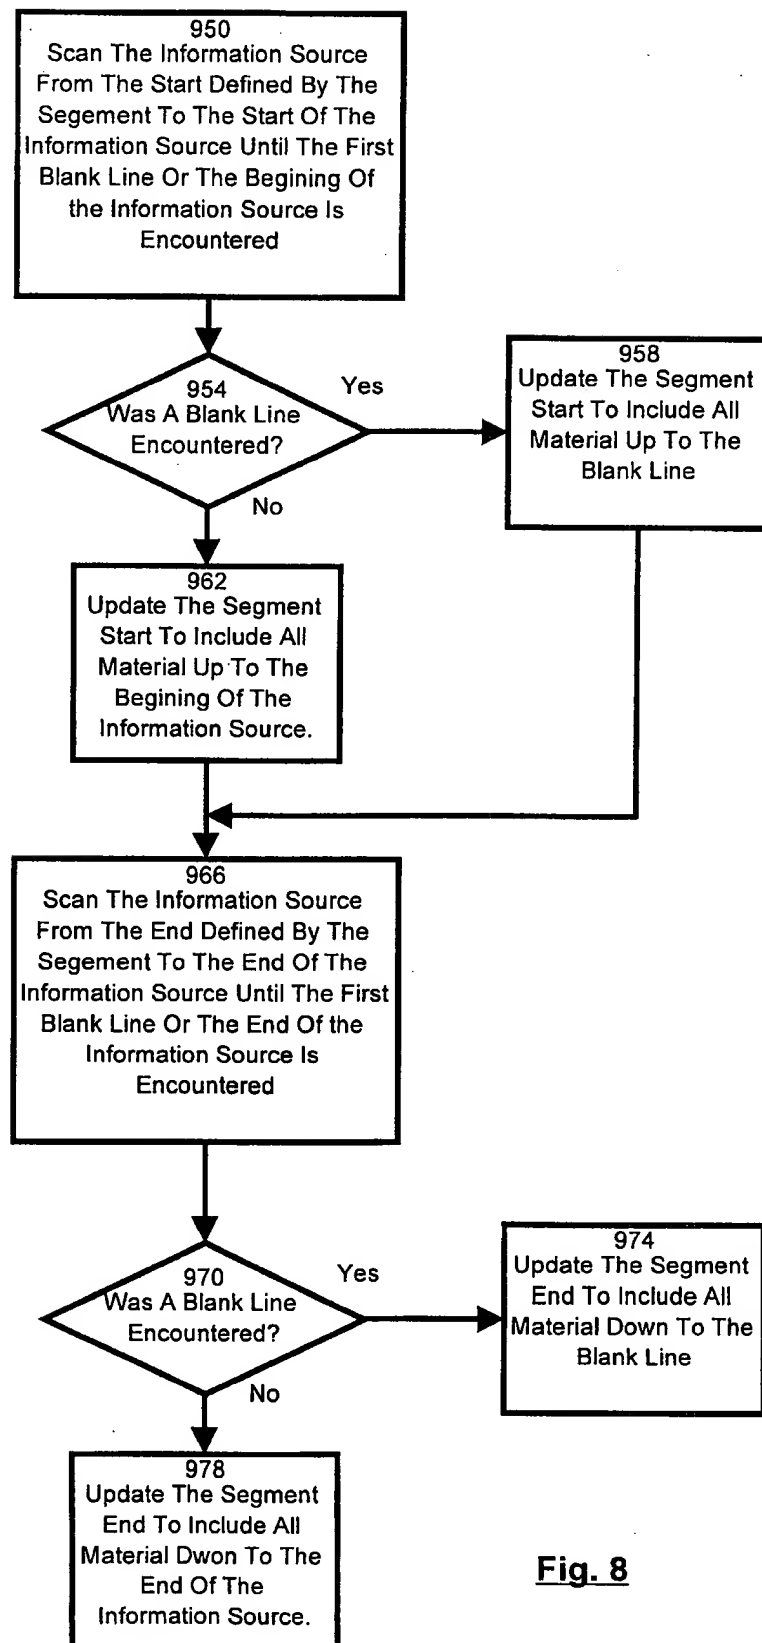 950
Scan The Information Source
From The Start Defined By The
Segement To The Start Of The
Information Source Until The First
Blank Line Or The Begining Of
the Information Source Is
Encountered
954
Was A Blank Line
Encountered?
Yes
No
958
Update The Segment
Start To Include All
Material Up To The
Blank Line
962
Update The Segment
Start To Include All
Material Up To The
Begining Of The
Information Source.
966
Scan The Information Source
From The End Defined By The
Segement To The End Of The
Information Source Until The First
Blank Line Or The End Of the
Information Source Is
Encountered
970
Was A Blank Line
Encountered?
Yes
No
974
Update The Segment
End To Include All
Material Down To The
Blank Line
978
Update The Segment
End To Include All
Material Dwon To The
End Of The
Information Source.
Fig. 8